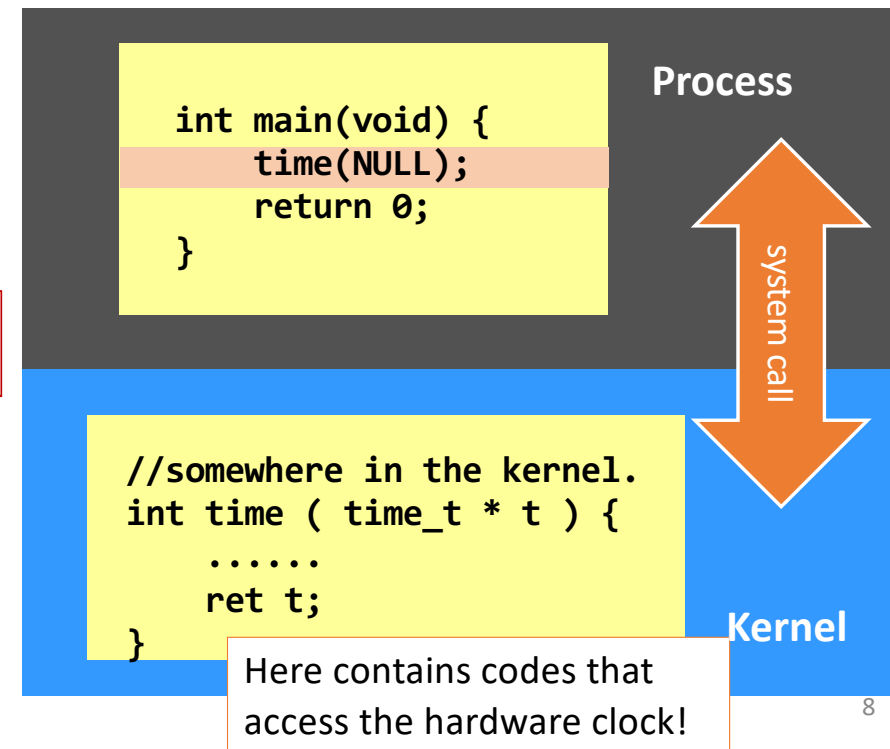 Process
int main(void) {
time(NULL);
return 0;
}
system call
//somewhere in the kernel.
int time ( time_t * t ) {
......
ret t;
}
Kernel
Here contains codes that
access the hardware clock!
8